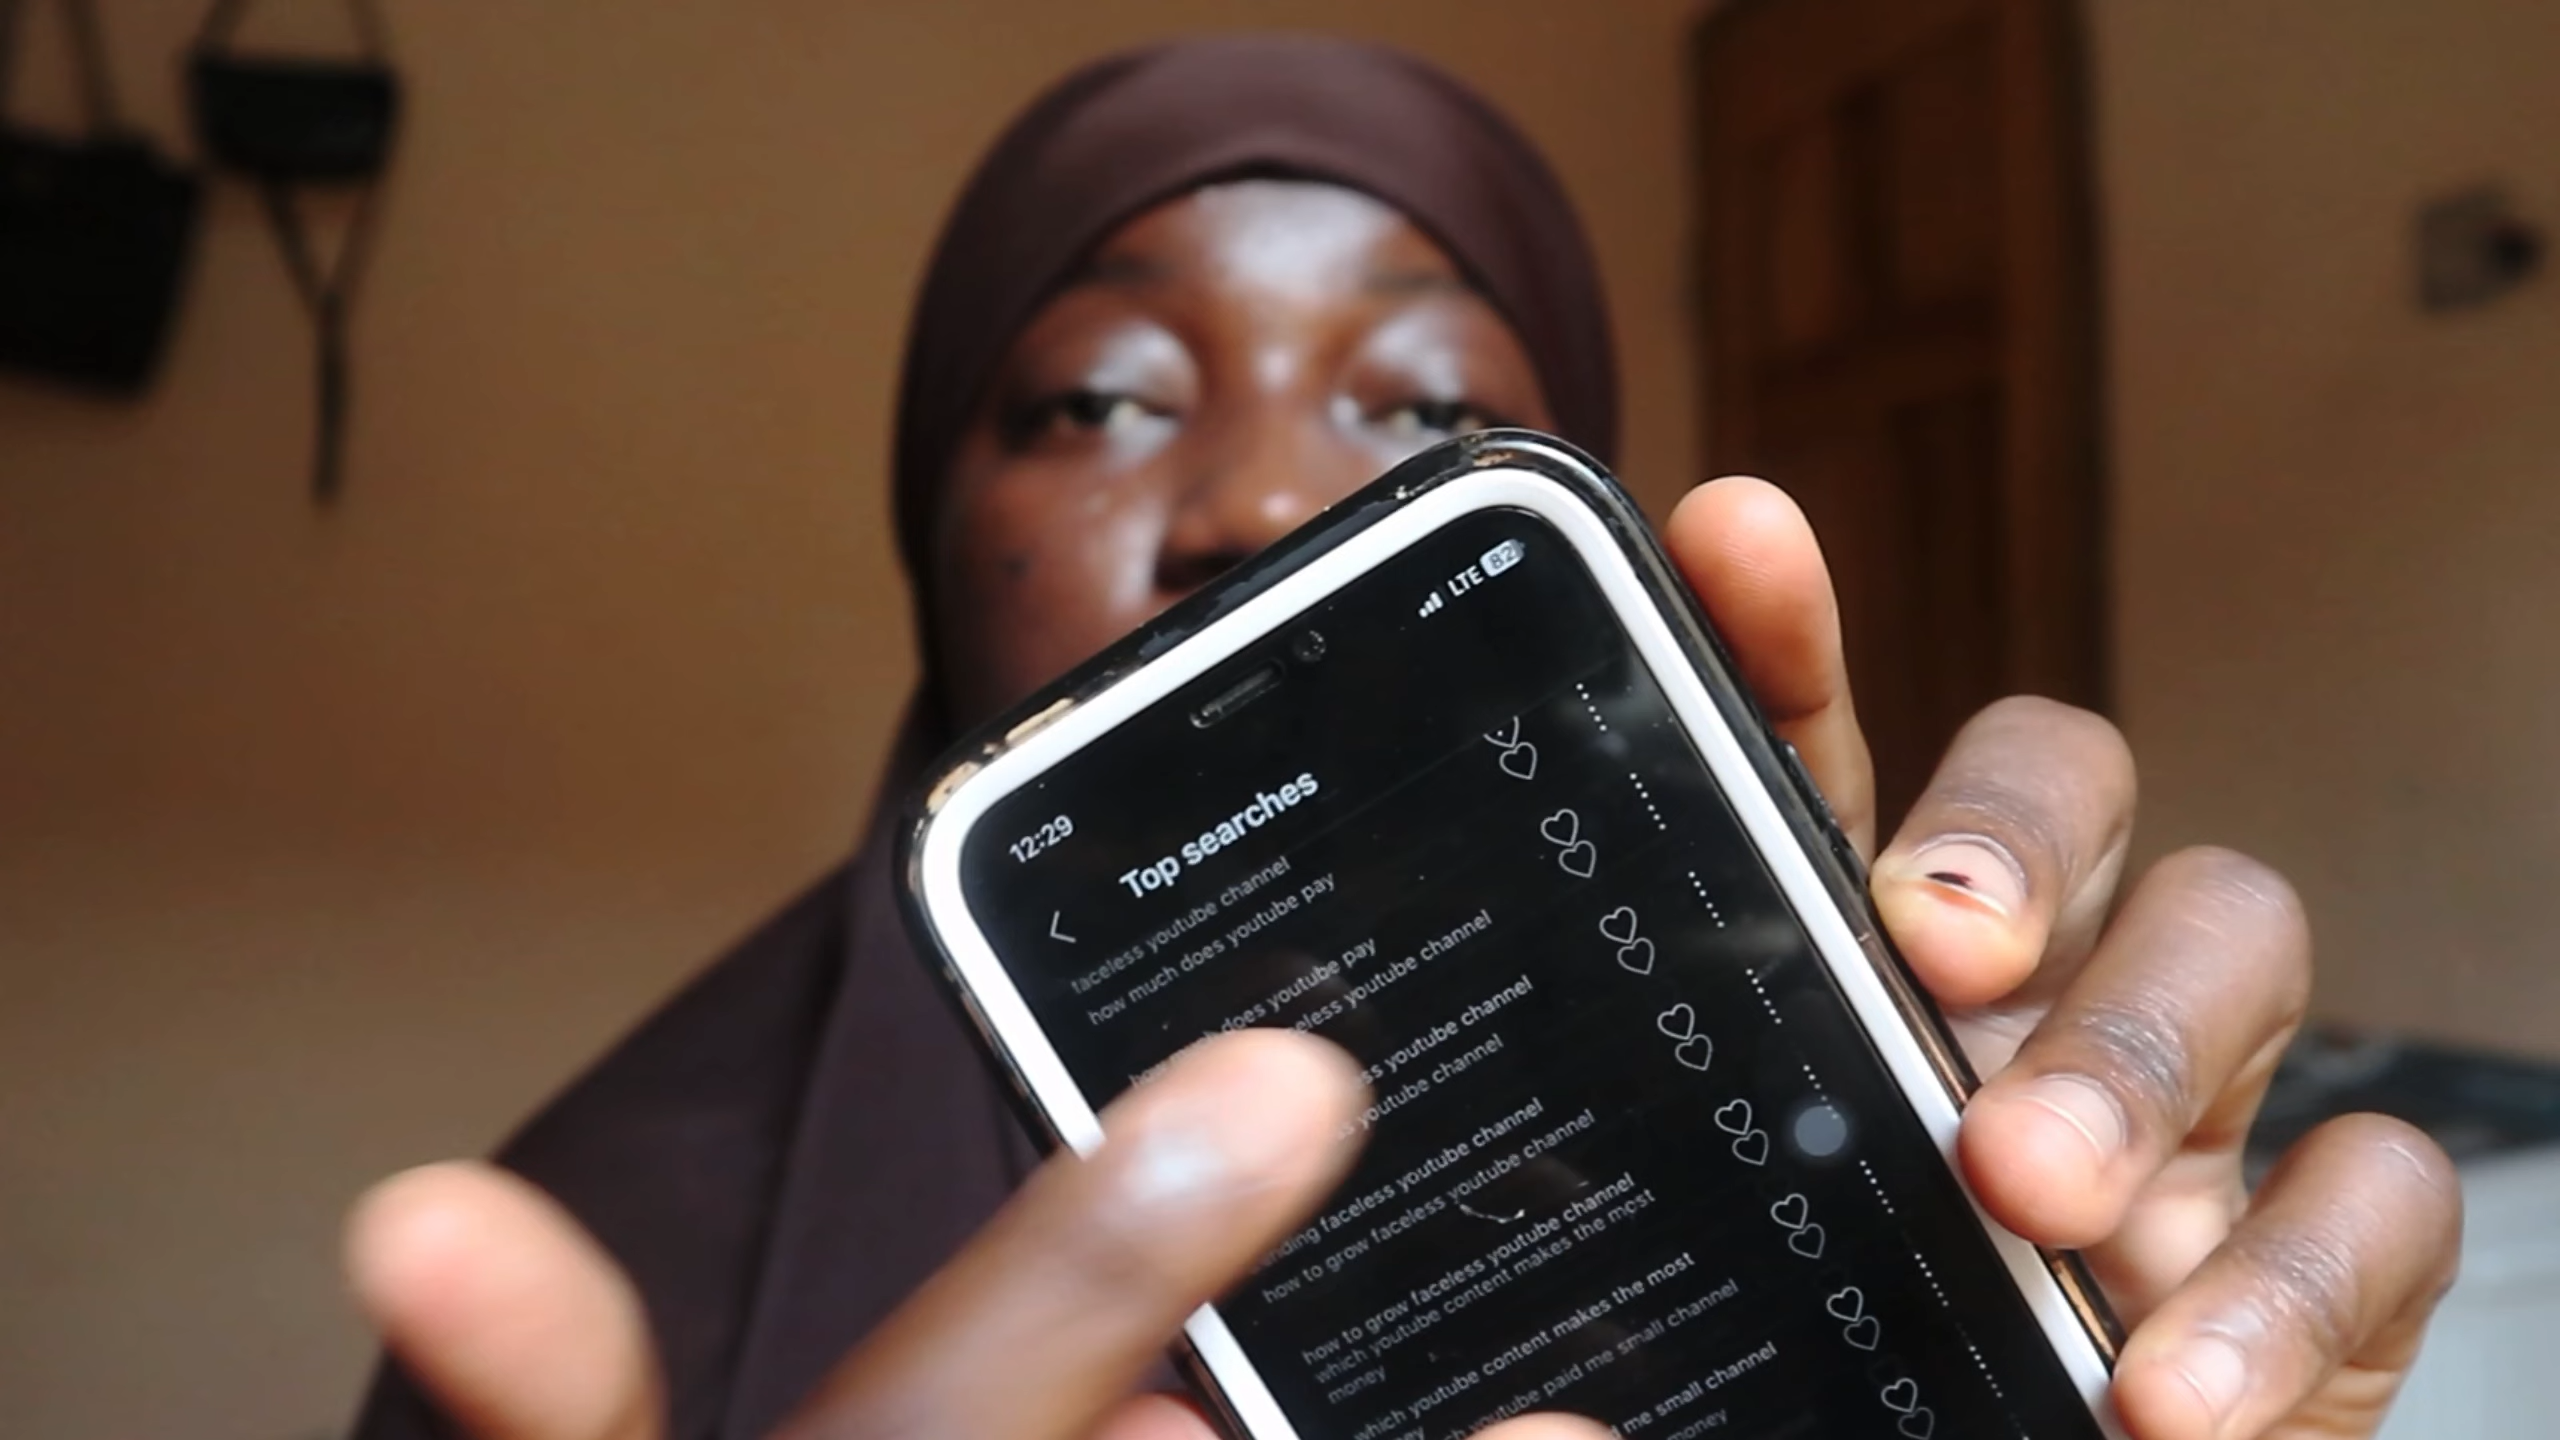 12:29
LTE 82
Top searches
faceless youtube channel
how much does youtube pay
does youtube pay
youtube channel
youtube channel
youtube channel
faceless youtube channel
how to grow faceless youtube channel
how to grow faceless youtube channel
which youtube content makes the most
money
which youtube content makes the most
youtube paid me small channel
me small channel
money